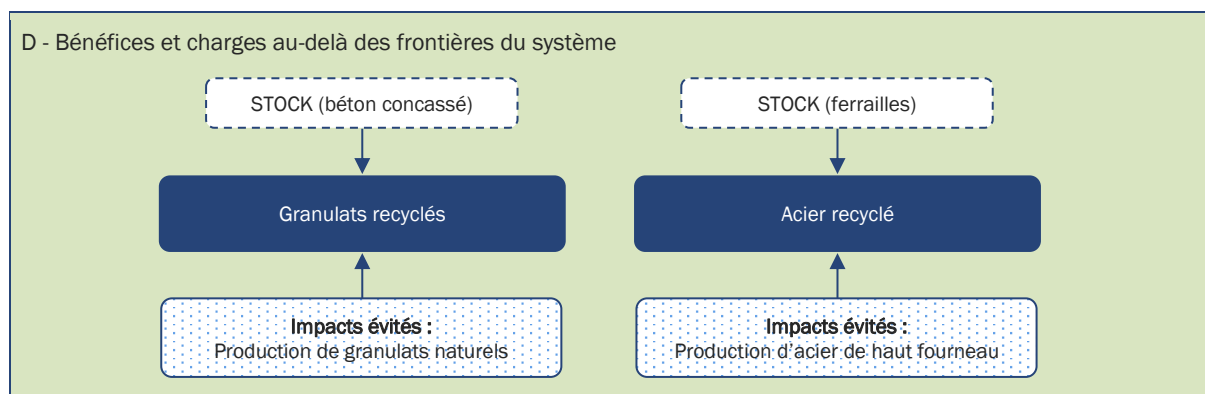 D - Bénéfices et charges au-delà des frontières du système
STOCK (béton concassé)
STOCK (ferrailles)
Granulats recyclés
Acier recyclé
Impacts évités :
Production de granulats naturels
Impacts évités :
Production d'acier de haut fourneau